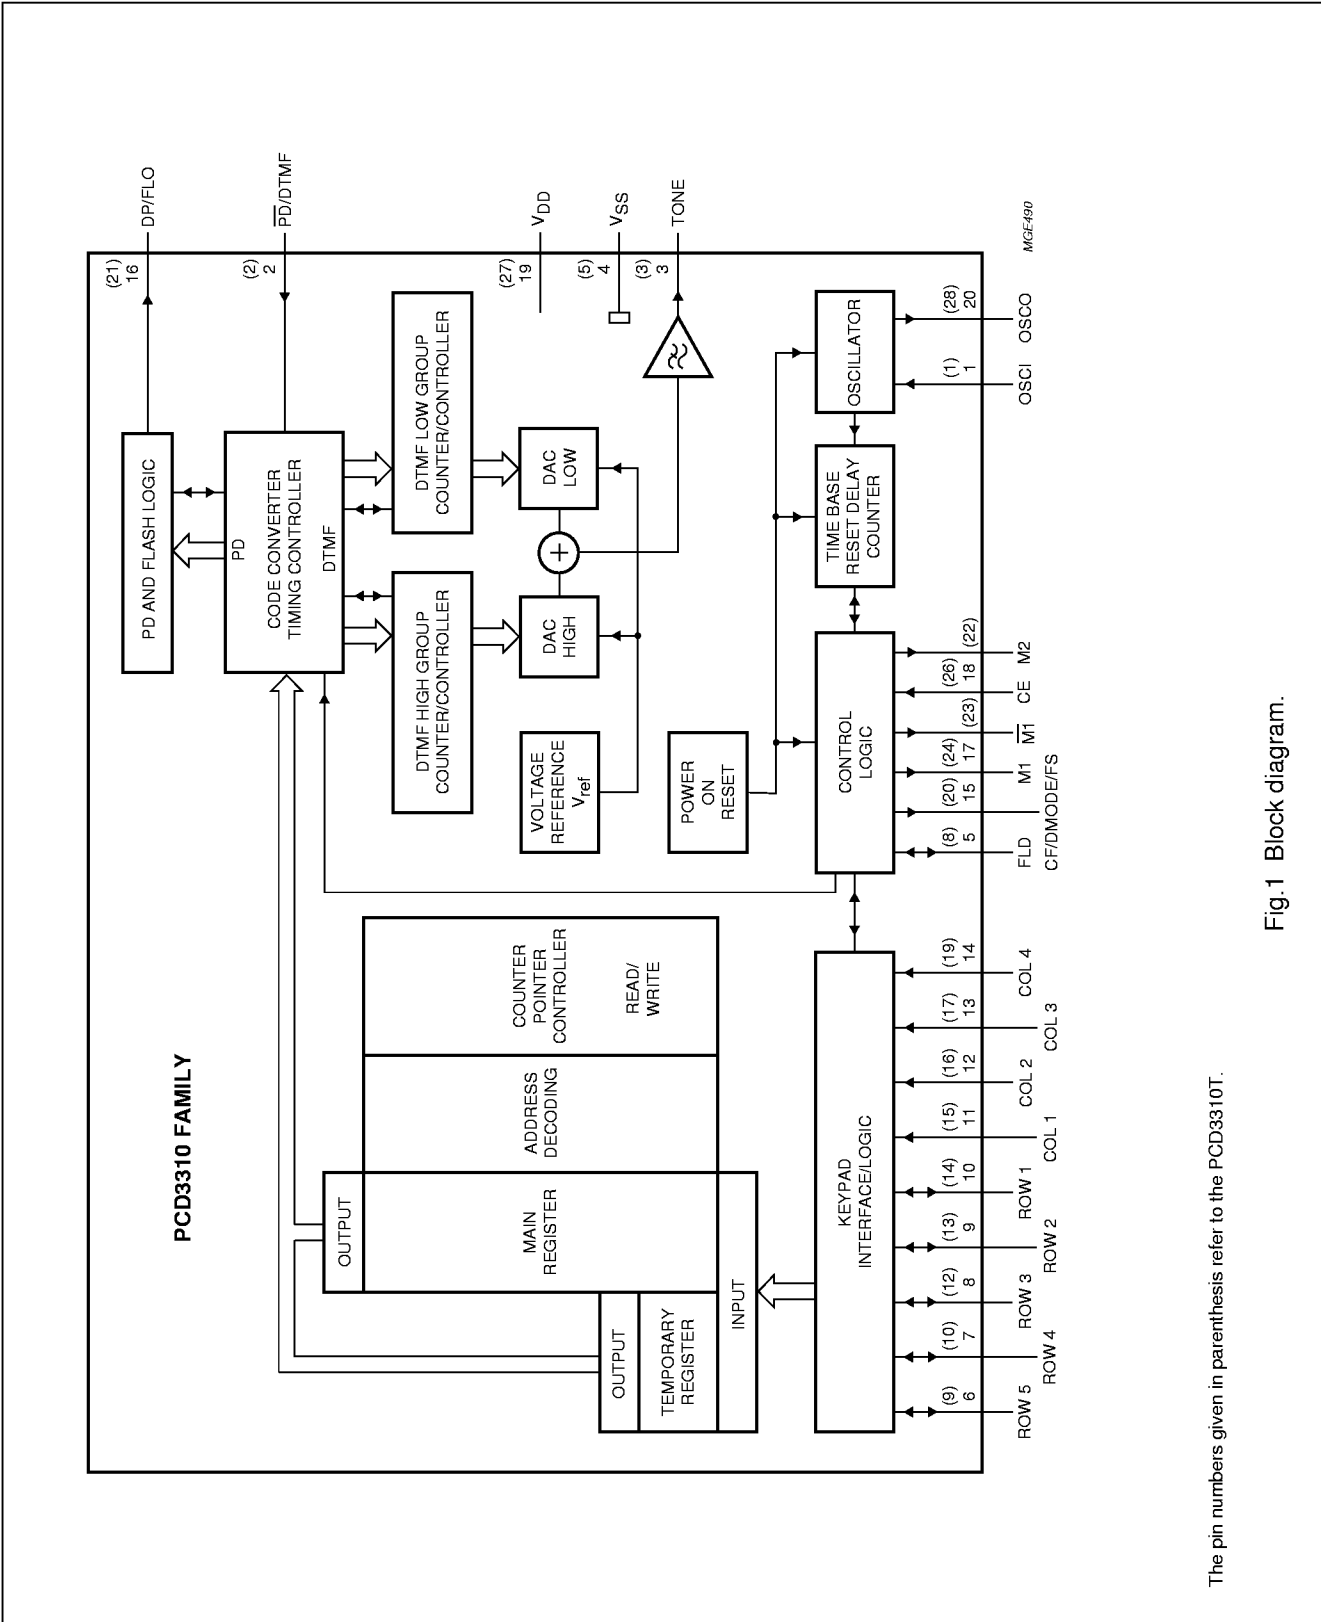 PCD3310 FAMILY
PD AND FLASH LOGIC
(21)
16
DP/FLO
CODE CONVERTER
TIMING CONTROLLER
PD
DTMF
(2)
2
PD/DTMF
DTMF HIGH GROUP
COUNTER/CONTROLLER
DTMF LOW GROUP
COUNTER/CONTROLLER
OUTPUT
MAIN
REGISTER
ADDRESS
DECODING
COUNTER
POINTER
CONTROLLER
READ/
WRITE
VOLTAGE
REFERENCE
Vref
DAC
HIGH
+
DAC
LOW
(27)
19
VDD
(5)
4
VSS
(3)
3
TONE
OUTPUT
TEMPORARY
REGISTER
INPUT
POWER
ON
RESET
KEYPAD
INTERFACE/LOGIC
CONTROL
LOGIC
TIME BASE
RESET DELAY
COUNTER
OSCILLATOR
(9) (10) (12) (13) (14) (15) (16) (17) (19) (8) (20) (24) (23) (26) (22) (1) (28)
6 7 8 9 10 11 12 13 14 5 15 17 18 1 20
ROW 5 ROW 4 ROW 3 ROW 2 ROW 1 COL 1 COL 2 COL 3 COL 4 FLD CF/DMODE/FS M1 M1 CE M2 OSCI OSCO
MGE490
The pin numbers given in parenthesis refer to the PCD3310T.
Fig.1 Block diagram.